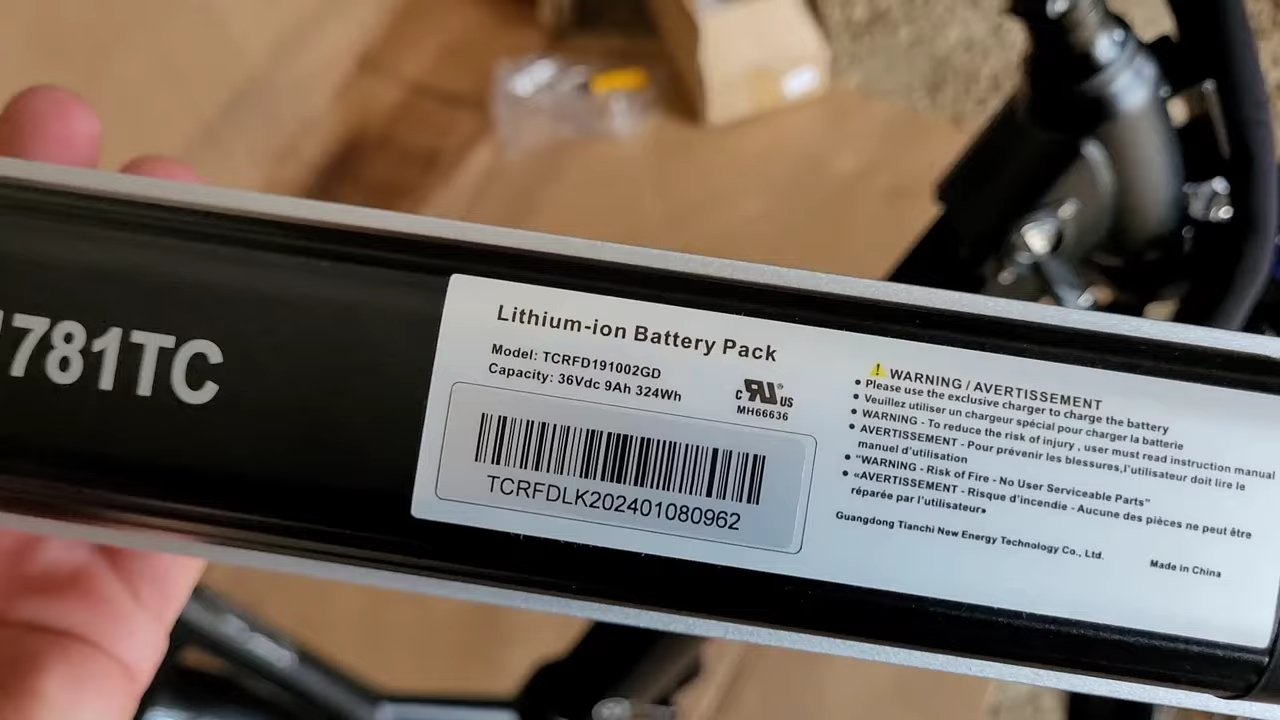 781TC
Lithium-ion Battery Pack
Model: TCRFD191002GD
Capacity: 36Vdc 9Ah 324Wh
c RU® US
MH66636
TCRFDLK202401080962
! WARNING / AVERTISSEMENT
• Please use the exclusive charger to charge the battery
• Veuillez utiliser un chargeur spécial pour charger la batterie
• WARNING - To reduce the risk of injury , user must read instruction manual
• AVERTISSEMENT - Pour prévenir les blessures,l'utilisateur doit lire le
manuel d'utilisation
• "WARNING - Risk of Fire - No User Serviceable Parts"
• «AVERTISSEMENT - Risque d'incendie - Aucune des pièces ne peut être
réparée par l'utilisateur»
Guangdong Tianchi New Energy Technology Co., Ltd.
Made in China